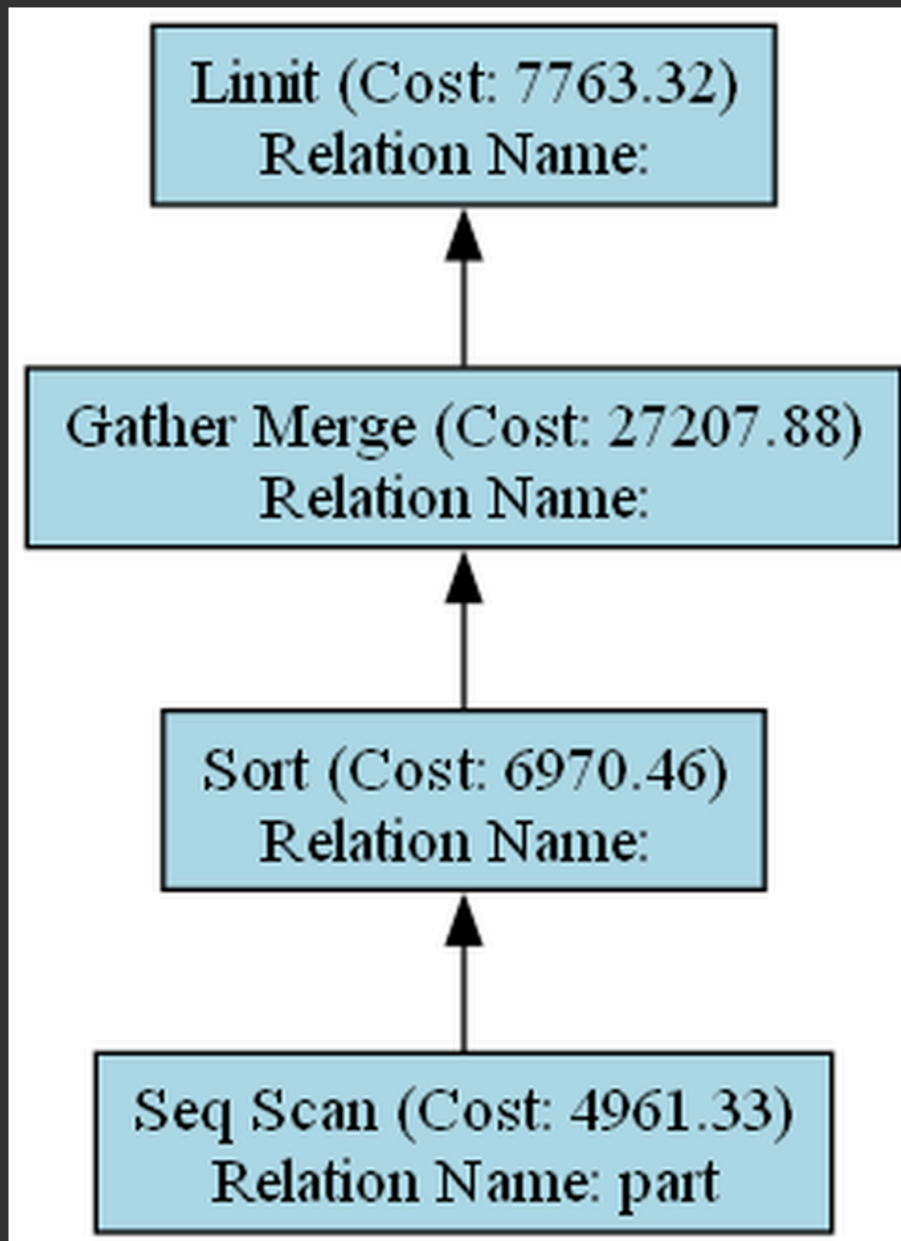 Limit (Cost: 7763.32)
Relation Name:
Gather Merge (Cost: 27207.88)
Relation Name:
Sort (Cost: 6970.46)
Relation Name:
Seq Scan (Cost: 4961.33)
Relation Name: part